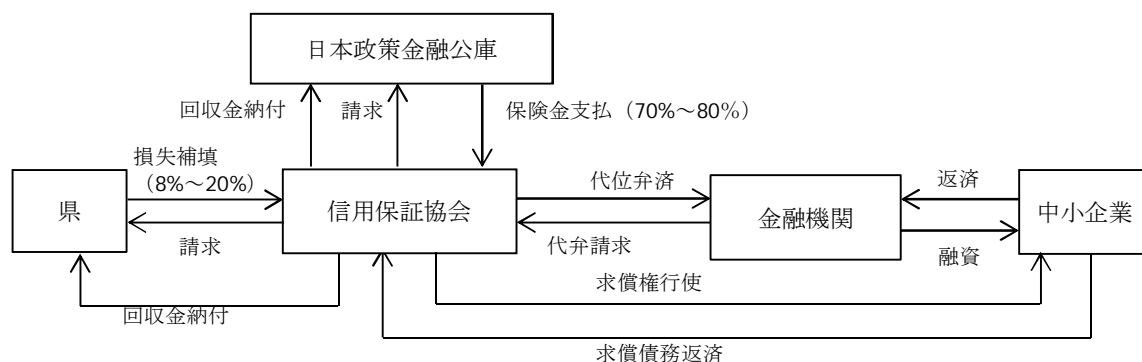 日本政策金融公庫
回収金納付
請求
保険金支払（70%～80%）
損失補填
（8%～20%）
代位弁済
返済
県
信用保証協会
金融機関
中小企業
請求
代弁請求
融資
求償権行使
回収金納付
求償債務返済